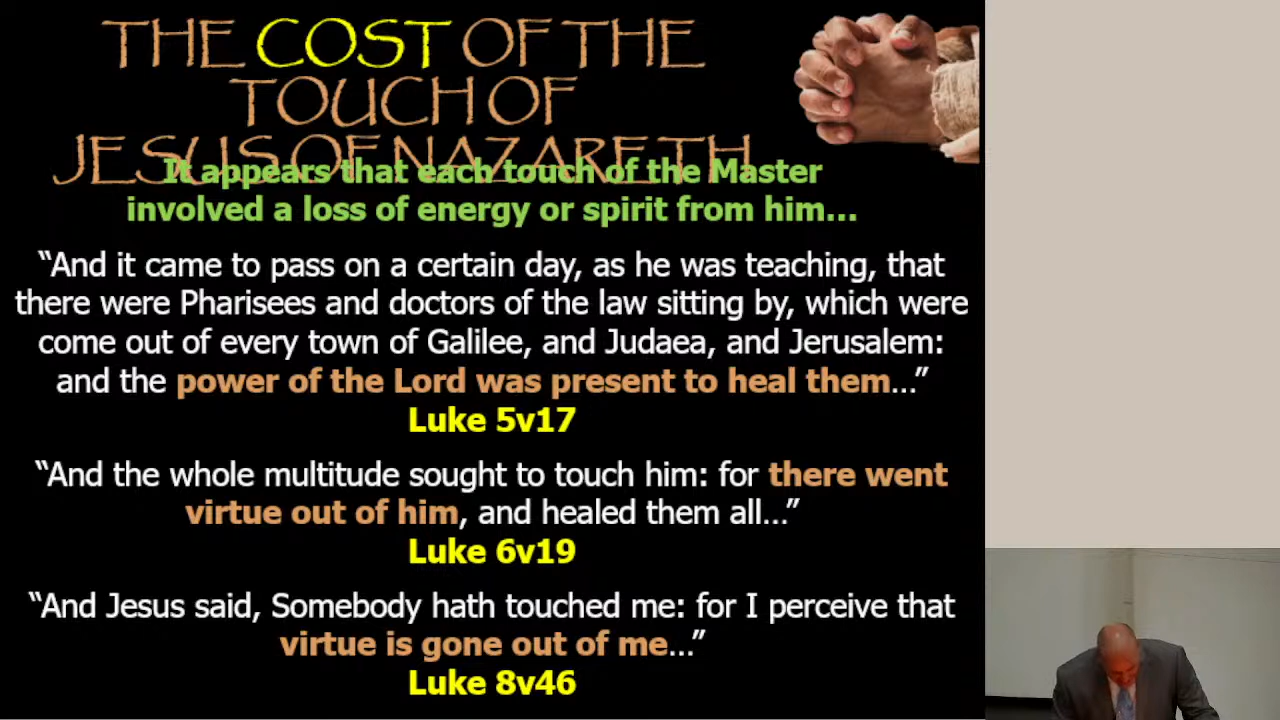 THE COST OF THE
TOUCH OF
JESUS OF NAZARETH
It appears that each touch of the Master
involved a loss of energy or spirit from him...
“And it came to pass on a certain day, as he was teaching, that
there were Pharisees and doctors of the law sitting by, which were
come out of every town of Galilee, and Judaea, and Jerusalem:
and the power of the Lord was present to heal them…”
Luke 5v17
“And the whole multitude sought to touch him: for there went
virtue out of him, and healed them all…”
Luke 6v19
“And Jesus said, Somebody hath touched me: for I perceive that
virtue is gone out of me…”
Luke 8v46